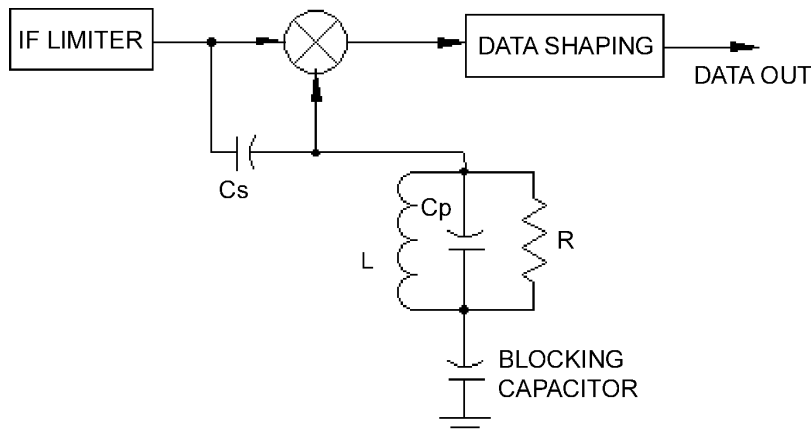 IF LIMITER
DATA SHAPING
DATA OUT
Cs
Cp
L
R
BLOCKING
CAPACITOR